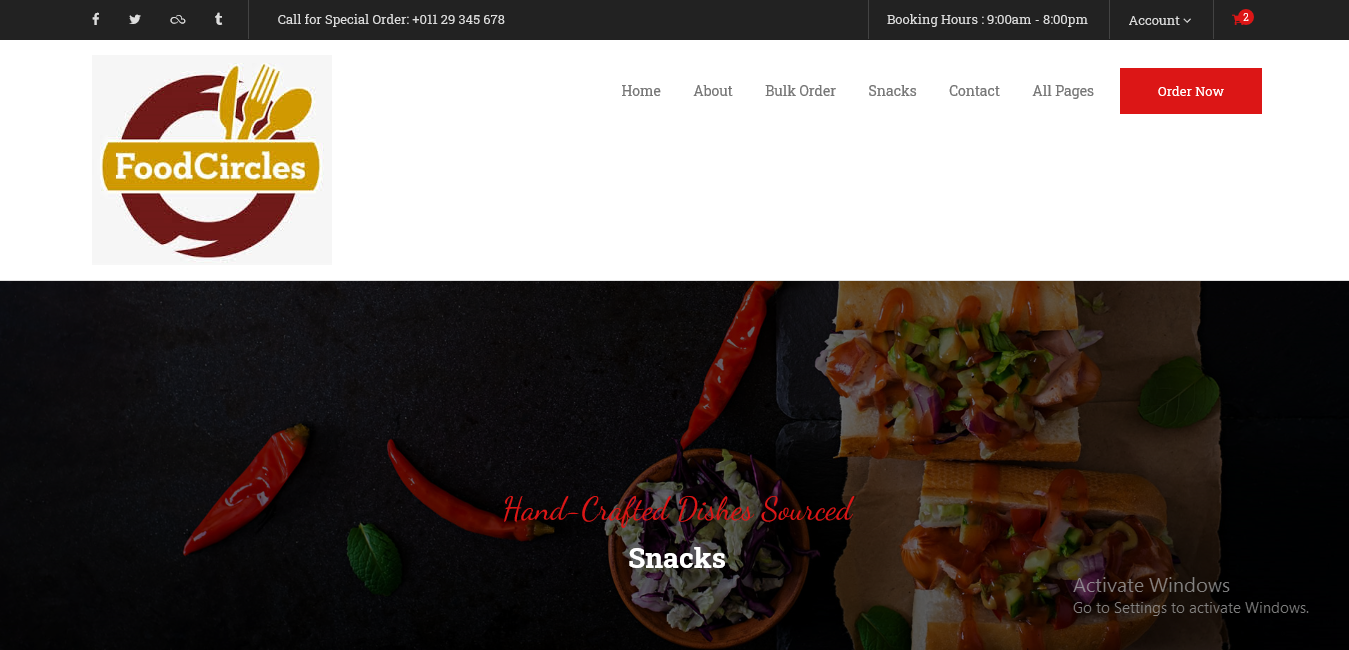 Call for Special Order: +011 29 345 678
Booking Hours : 9:00am - 8:00pm
Account
2
FoodCircles
Home
About
Bulk Order
Snacks
Contact
All Pages
Order Now
Hand-Crafted Dishes Sourced
Snacks
Activate Windows
Go to Settings to activate Windows.